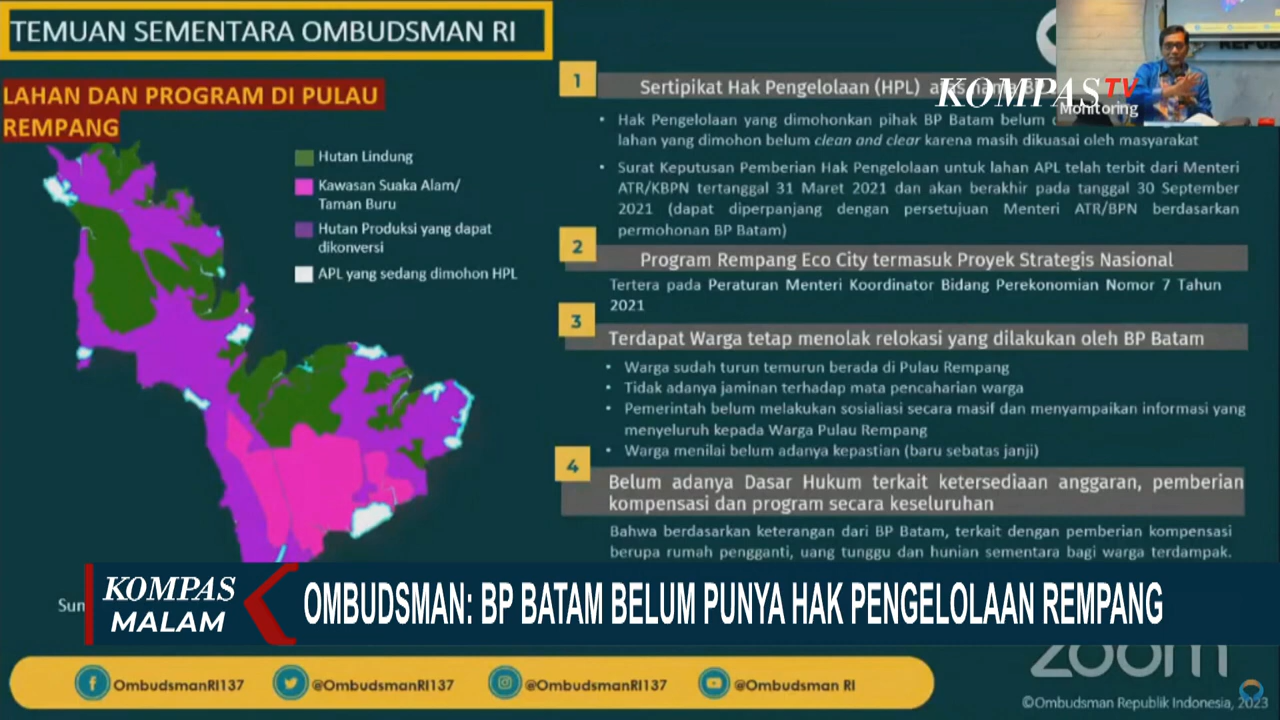 TEMUAN SEMENTARA OMBUDSMAN RI
LAHAN DAN PROGRAM DI PULAU
REMPANG
Hutan Lindung
Kawasan Suaka Alam/
Taman Buru
Hutan Produksi yang dapat
dikonversi
APL yang sedang dimohon HPL
KOMPAS TV
Monitoring
1
Sertipikat Hak Pengelolaan (HPL)
• Hak Pengelolaan yang dimohonkan pihak BP Batam belum
lahan yang dimohon belum clean and clear karena masih dikuasai oleh masyarakat
• Surat Keputusan Pemberian Hak Pengelolaan untuk lahan APL telah terbit dari Menteri
ATR/KBPN tertanggal 31 Maret 2021 dan akan berakhir pada tanggal 30 September
2021 (dapat diperpanjang dengan persetujuan Menteri ATR/BPN berdasarkan
permohonan BP Batam)
2
Program Rempang Eco City termasuk Proyek Strategis Nasional
Tertera pada Peraturan Menteri Koordinator Bidang Perekonomian Nomor 7 Tahun
2021
3
Terdapat Warga tetap menolak relokasi yang dilakukan oleh BP Batam
• Warga sudah turun temurun berada di Pulau Rempang
• Tidak adanya jaminan terhadap mata pencaharian warga
• Pemerintah belum melakukan sosialiasi secara masif dan menyampaikan informasi yang
menyeluruh kepada Warga Pulau Rempang
• Warga menilai belum adanya kepastian (baru sebatas janji)
4
Belum adanya Dasar Hukum terkait ketersediaan anggaran, pemberian
kompensasi dan program secara keseluruhan
Bahwa berdasarkan keterangan dari BP Batam, terkait dengan pemberian kompensasi
berupa rumah pengganti, uang tunggu dan hunian sementara bagi warga terdampak.
KOMPAS
MALAM
OMBUDSMAN: BP BATAM BELUM PUNYA HAK PENGELOLAAN REMPANG
zoom
OmbudsmanRI137
@OmbudsmanRI137
@OmbudsmanRI137
@Ombudsman RI
©Ombudsman Republik Indonesia, 2023